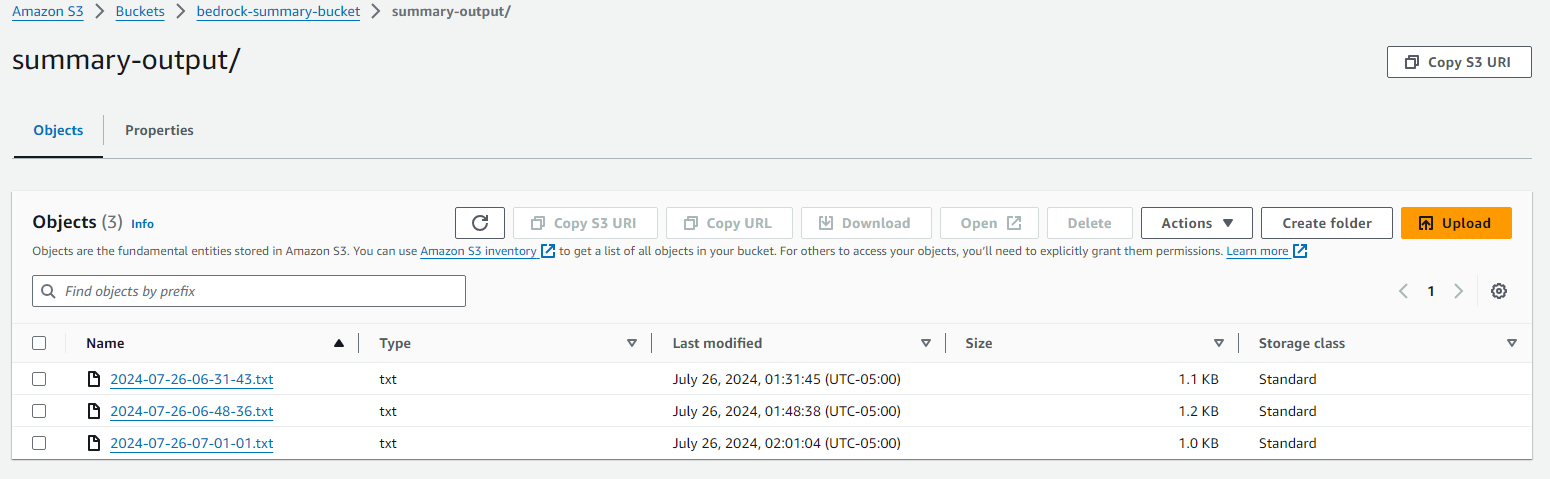 Amazon S3 > Buckets > bedrock-summary-bucket > summary-output/
summary-output/
Copy S3 URI
Objects Properties
Objects (3) Info
Copy S3 URI Copy URL Download Open Delete Actions Create folder Upload
Objects are the fundamental entities stored in Amazon S3. You can use Amazon S3 inventory to get a list of all objects in your bucket. For others to access your objects, you'll need to explicitly grant them permissions. Learn more
Find objects by prefix
1
Name Type Last modified Size Storage class
2024-07-26-06-31-43.txt txt July 26, 2024, 01:31:45 (UTC-05:00) 1.1 KB Standard
2024-07-26-06-48-36.txt txt July 26, 2024, 01:48:38 (UTC-05:00) 1.2 KB Standard
2024-07-26-07-01-01.txt txt July 26, 2024, 02:01:04 (UTC-05:00) 1.0 KB Standard